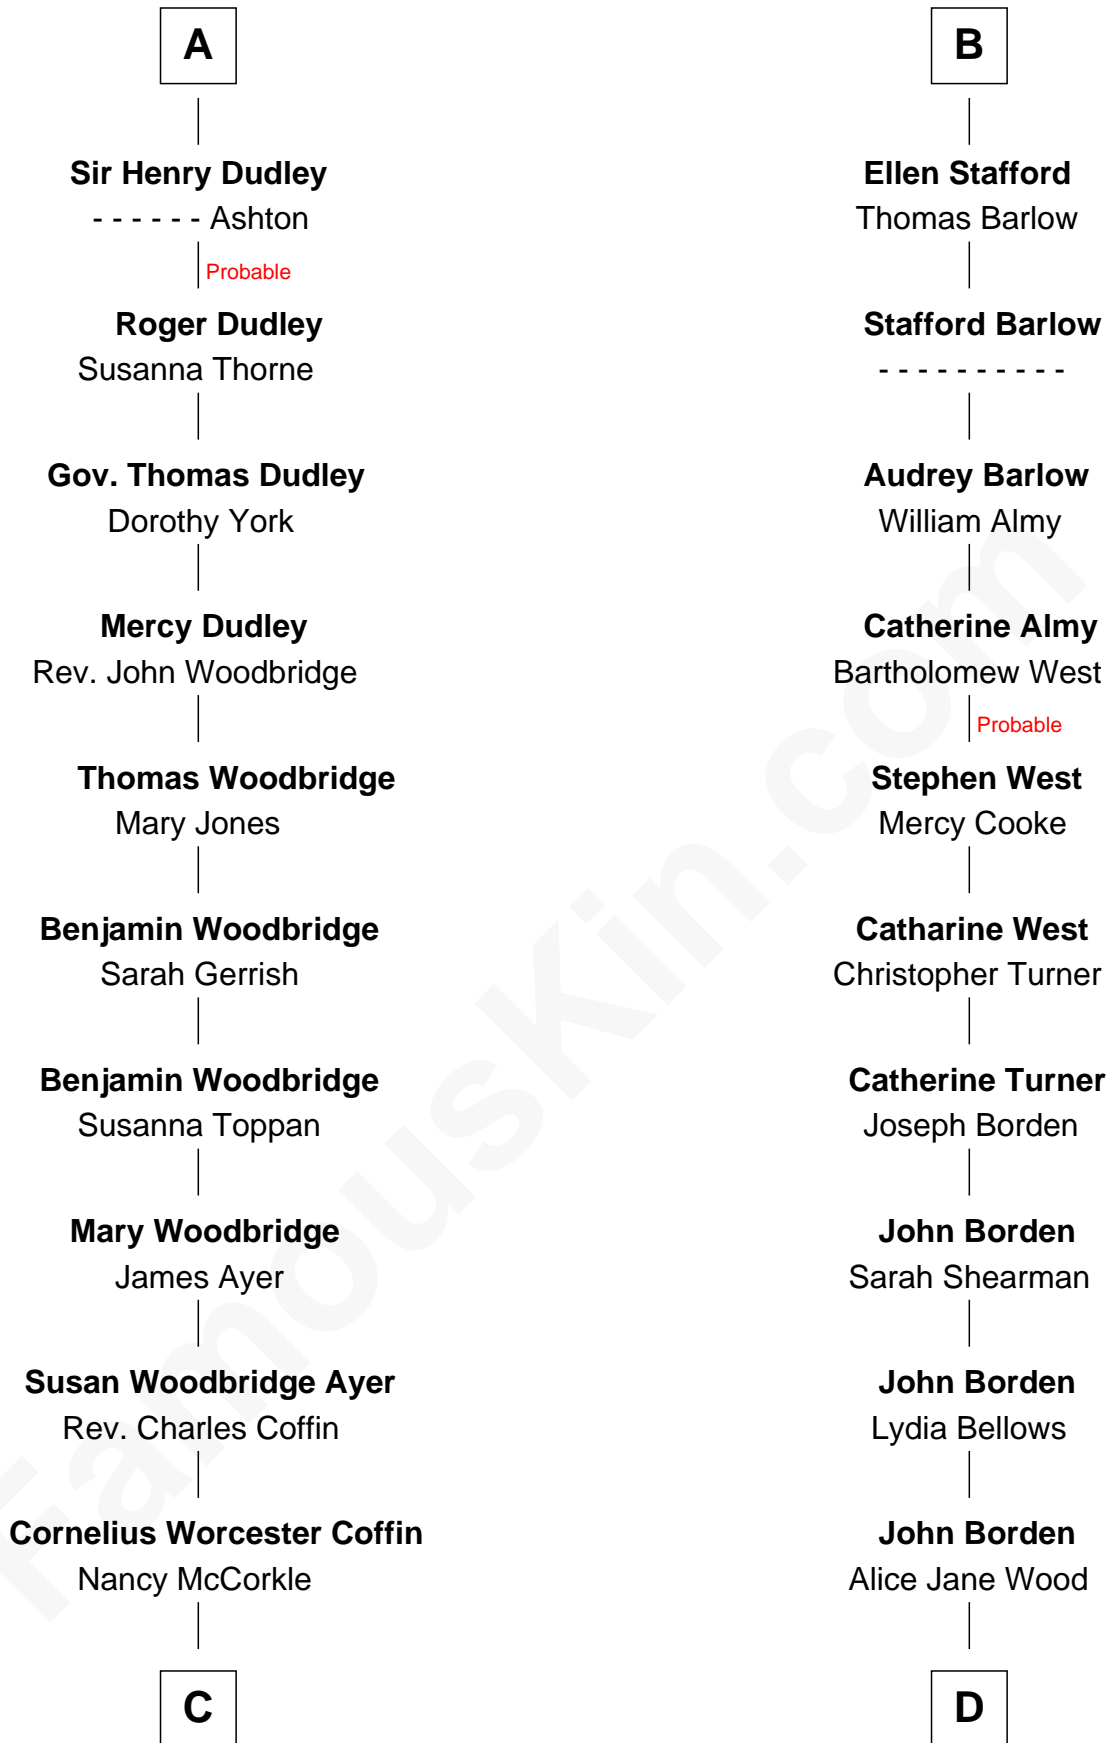 A
Sir Henry Dudley
- - - - - - Ashton
Probable
Roger Dudley
Susanna Thorne
Gov. Thomas Dudley
Dorothy York
Mercy Dudley
Rev. John Woodbridge
Thomas Woodbridge
Mary Jones
Benjamin Woodbridge
Sarah Gerrish
Benjamin Woodbridge
Susanna Toppan
Mary Woodbridge
James Ayer
Susan Woodbridge Ayer
Rev. Charles Coffin
Cornelius Worcester Coffin
Nancy McCorkle
C
B
Ellen Stafford
Thomas Barlow
Stafford Barlow
- - - - - - - - - -
Audrey Barlow
William Almy
Catherine Almy
Bartholomew West
Probable
Stephen West
Mercy Cooke
Catharine West
Christopher Turner
Catherine Turner
Joseph Borden
John Borden
Sarah Shearman
John Borden
Lydia Bellows
John Borden
Alice Jane Wood
D
FamousKin.com